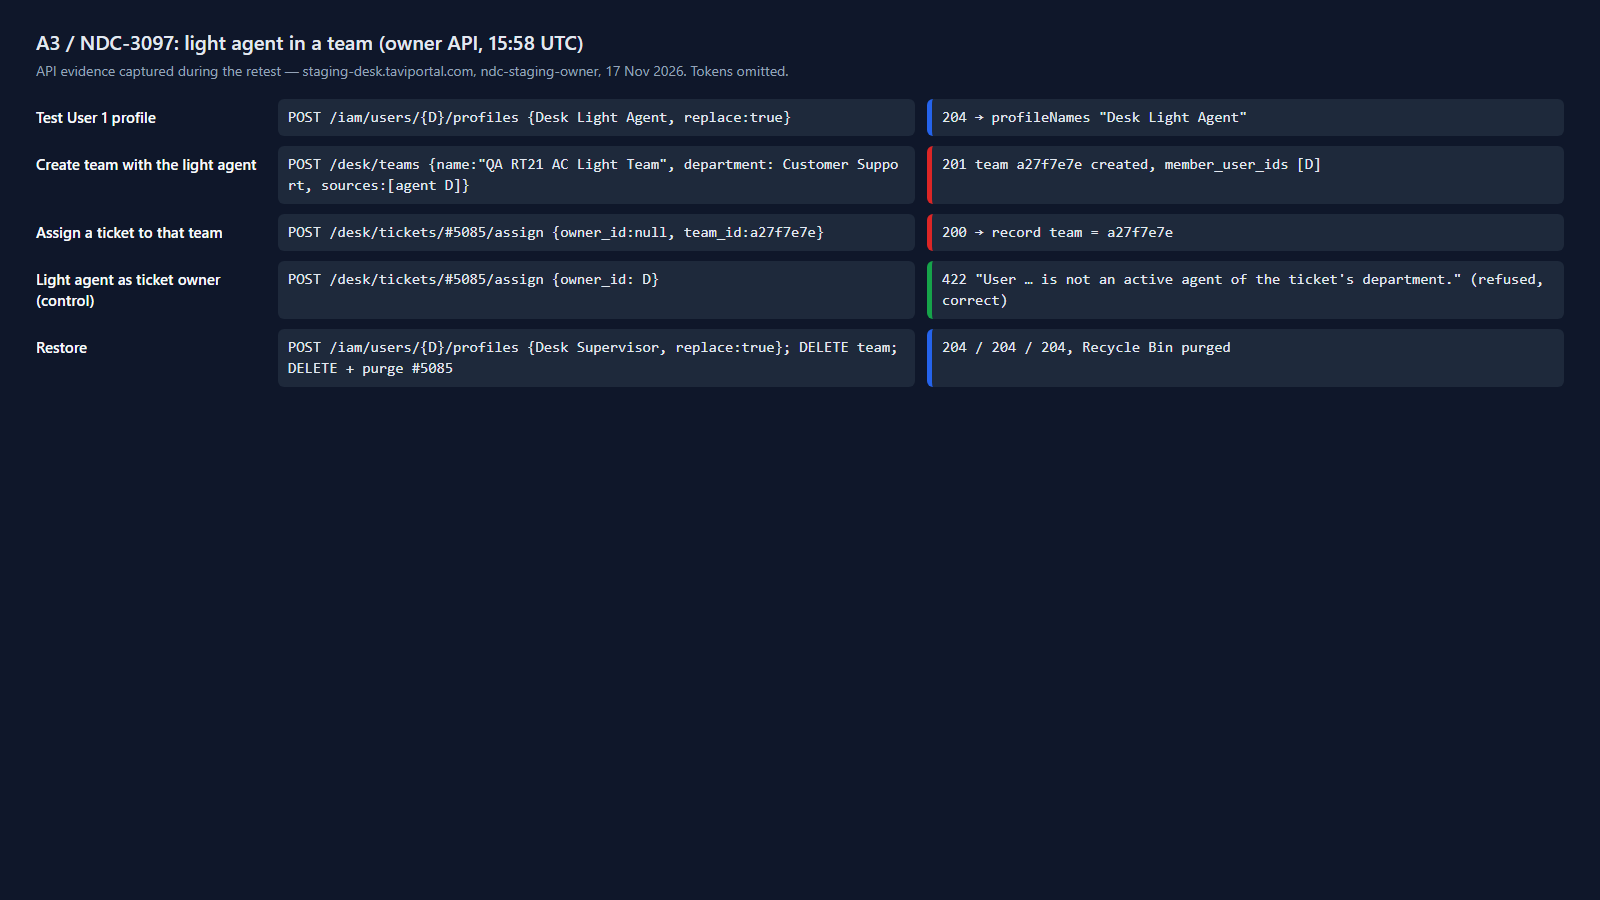 A3 / NDC-3097: light agent in a team (owner API, 15:58 UTC)
API evidence captured during the retest — staging-desk.taviportal.com, ndc-staging-owner, 17 Nov 2026. Tokens omitted.
Test User 1 profile
POST /iam/users/{D}/profiles {Desk Light Agent, replace:true}
204 → profileNames "Desk Light Agent"
Create team with the light agent
POST /desk/teams {name:"QA RT21 AC Light Team", department: Customer Suppo
rt, sources:[agent D]}
201 team a27f7e7e created, member_user_ids [D]
Assign a ticket to that team
POST /desk/tickets/#5085/assign {owner_id:null, team_id:a27f7e7e}
200 → record team = a27f7e7e
Light agent as ticket owner
(control)
POST /desk/tickets/#5085/assign {owner_id: D}
422 "User … is not an active agent of the ticket's department." (refused,
correct)
Restore
POST /iam/users/{D}/profiles {Desk Supervisor, replace:true}; DELETE team;
DELETE + purge #5085
204 / 204 / 204, Recycle Bin purged